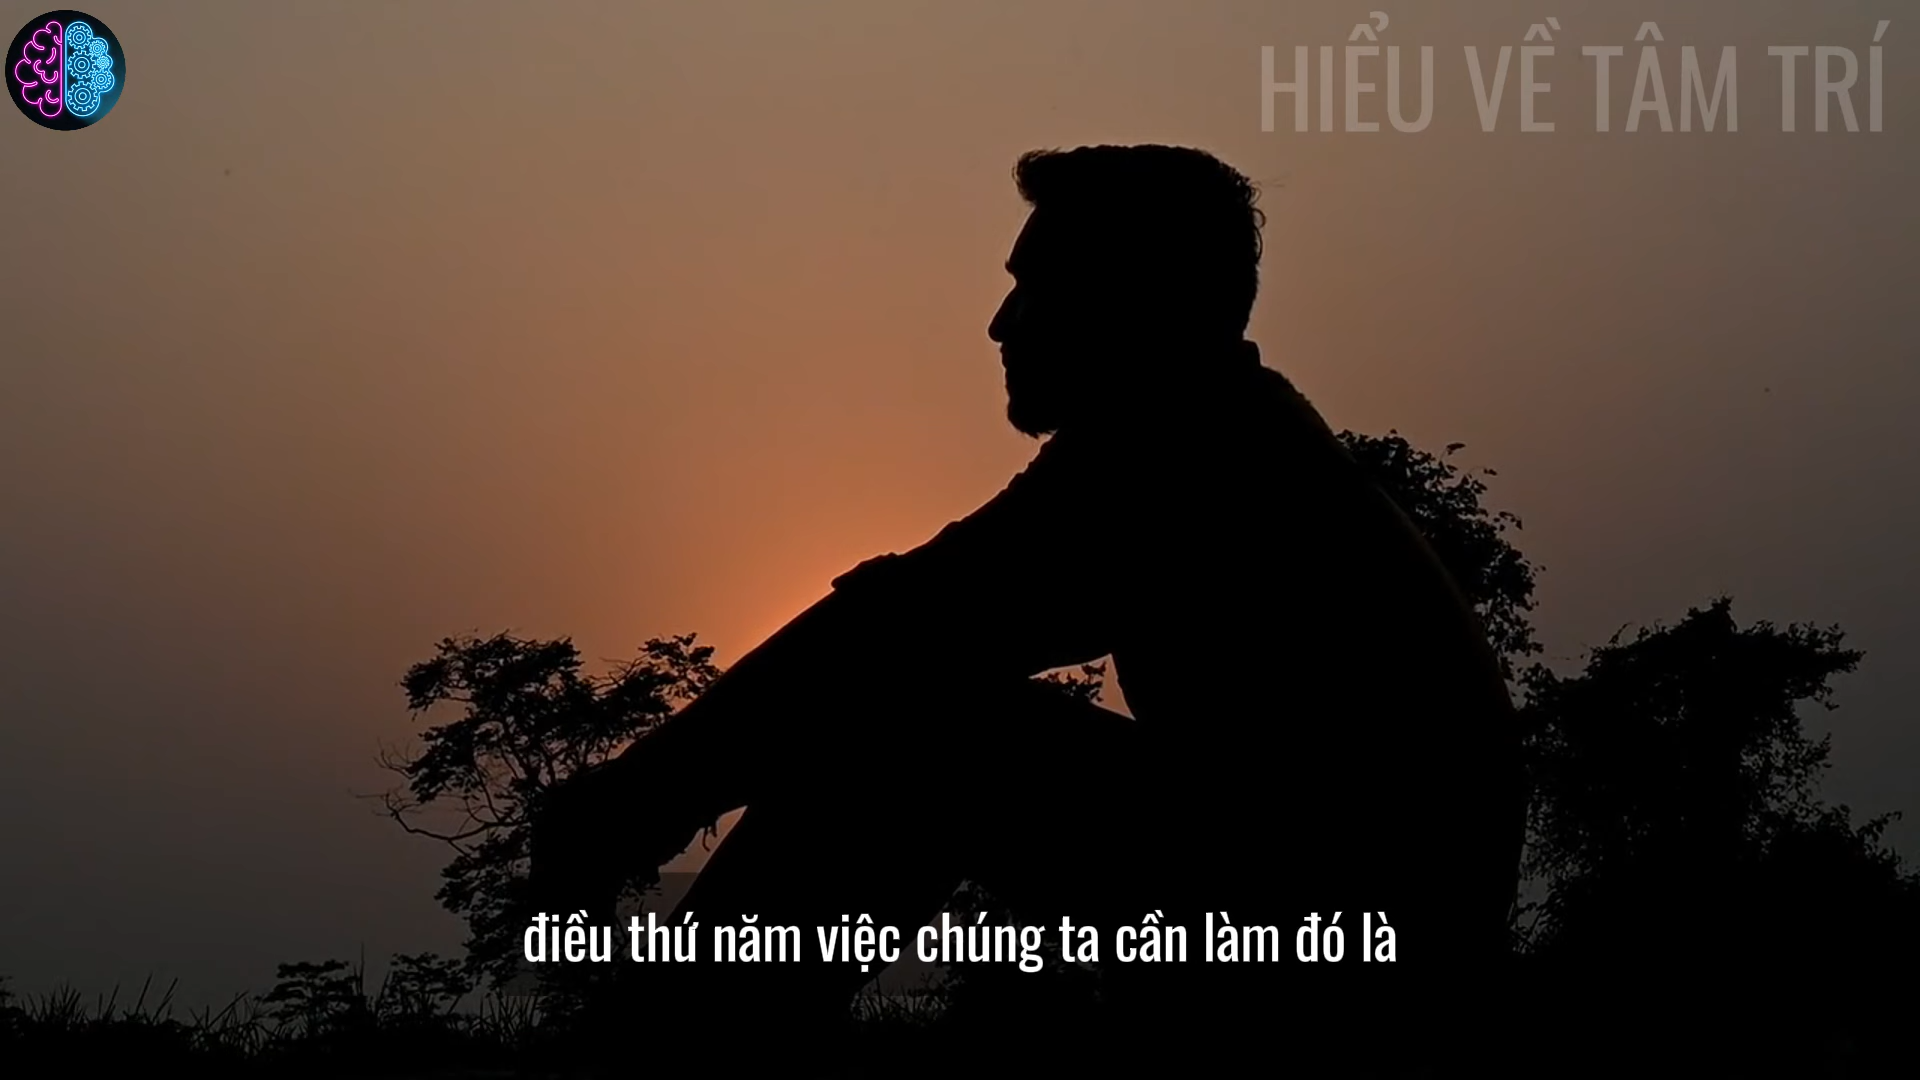 HIỂU VỀ TÂM TRÍ
điều thứ năm việc chúng ta cần làm đó là